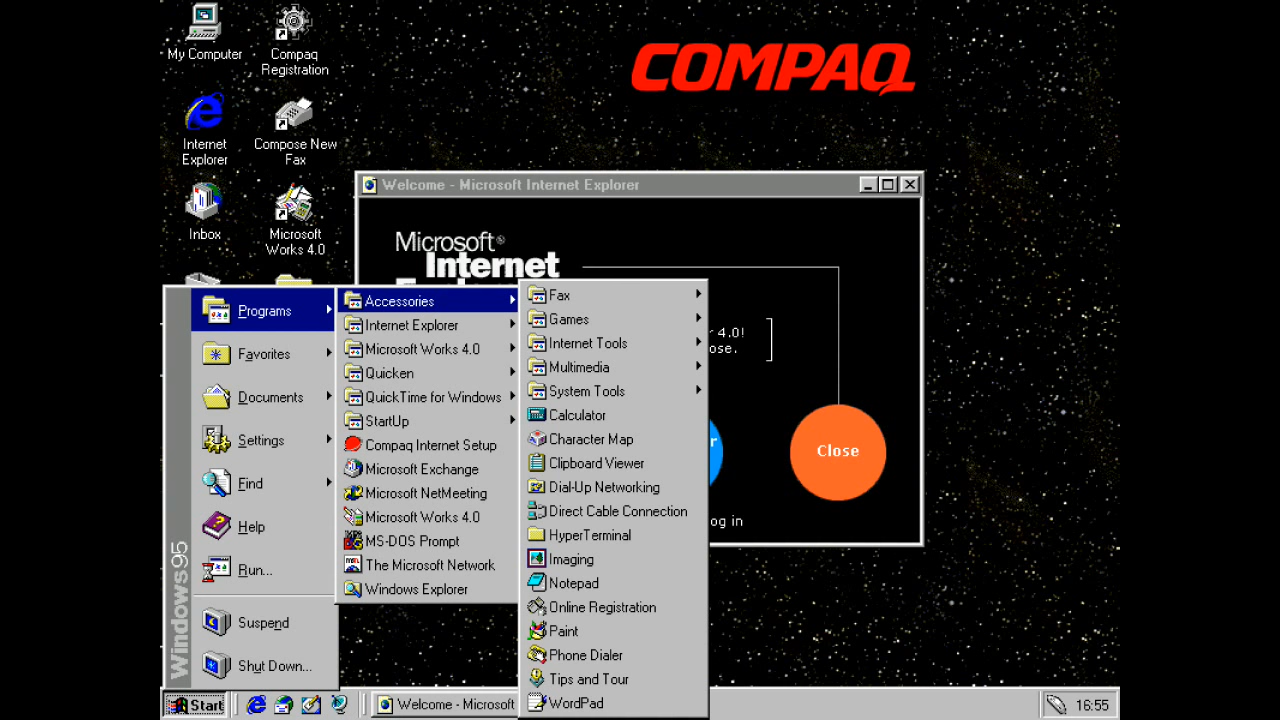 My Computer
Compaq
Registration
COMPAQ
Internet
Explorer
Compose New
Fax
Inbox
Microsoft
Works 4.0
Welcome - Microsoft Internet Explorer
Microsoft®
Internet
r 4.0!
ose.
r
Close
og in
Windows95
Programs
Favorites
Documents
Settings
Find
Help
Run...
Suspend
Shut Down...
Accessories
Internet Explorer
Microsoft Works 4.0
Quicken
QuickTime for Windows
StartUp
Compaq Internet Setup
Microsoft Exchange
Microsoft NetMeeting
Microsoft Works 4.0
MS-DOS Prompt
The Microsoft Network
Windows Explorer
Fax
Games
Internet Tools
Multimedia
System Tools
Calculator
Character Map
Clipboard Viewer
Dial-Up Networking
Direct Cable Connection
HyperTerminal
Imaging
Notepad
Online Registration
Paint
Phone Dialer
Tips and Tour
WordPad
Start
Welcome - Microsoft
16:55